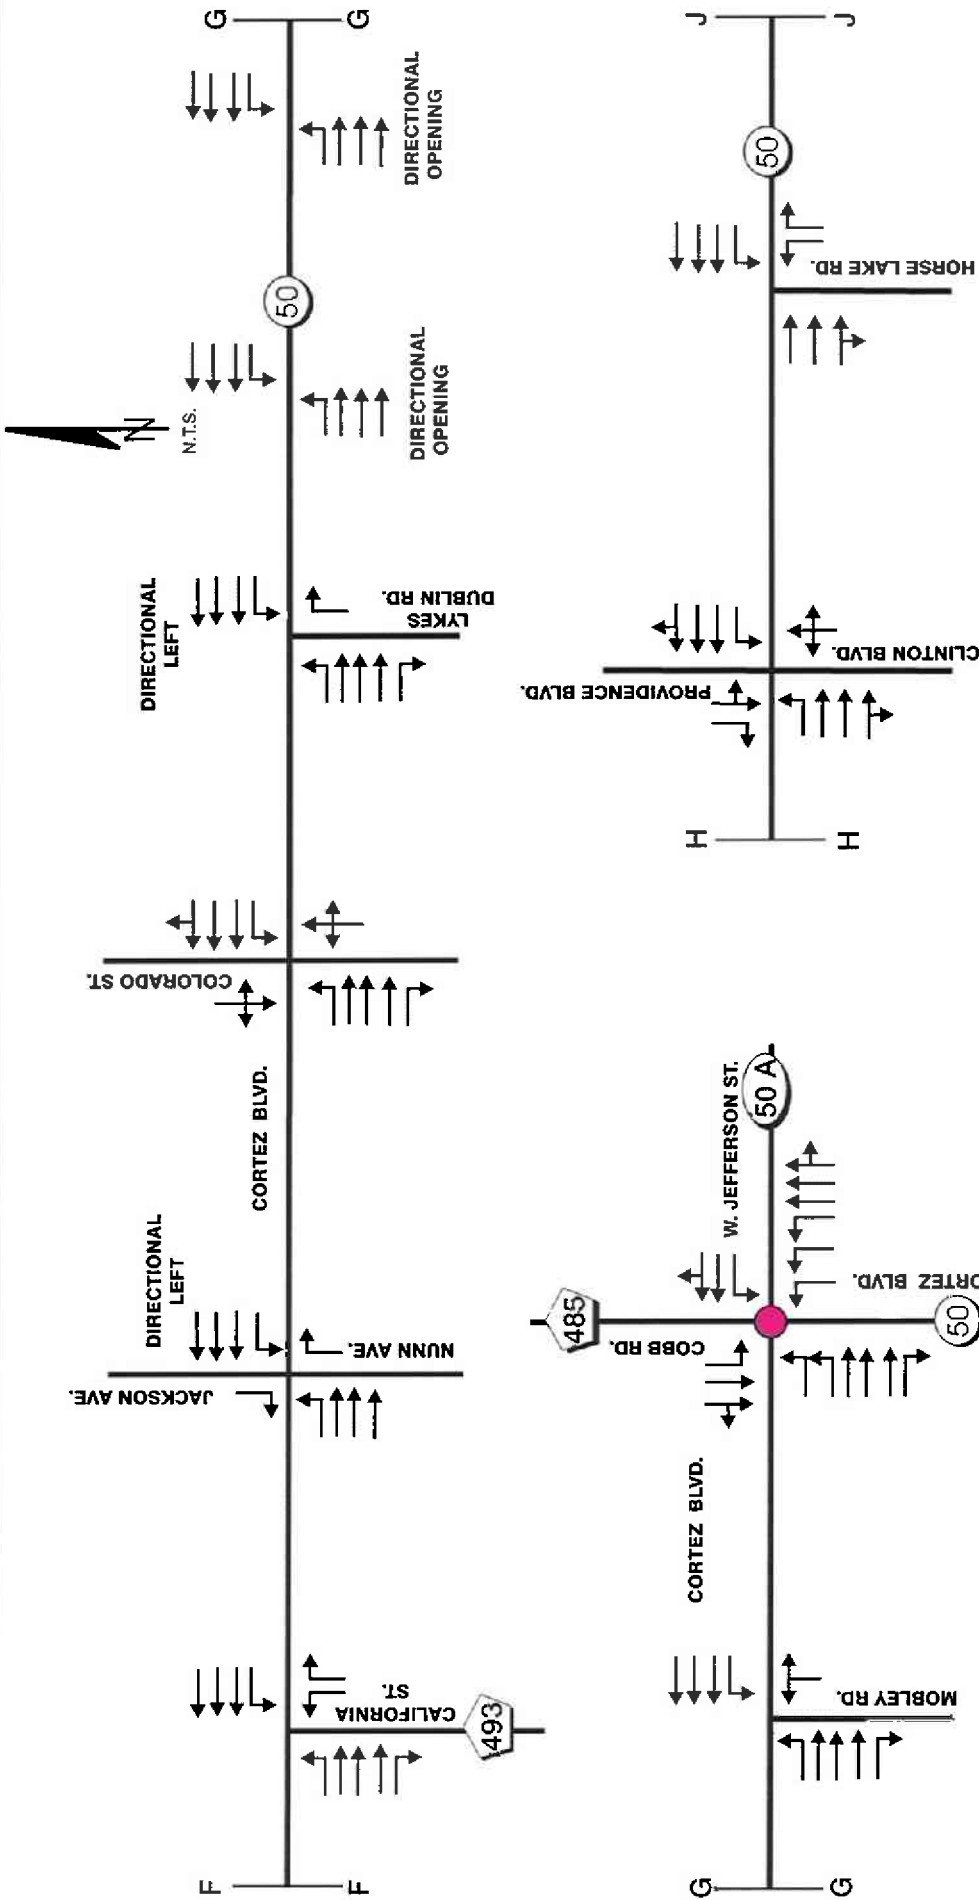 G
G
DIRECTIONAL
OPENING
50
N
N.T.S.
DIRECTIONAL
OPENING
DIRECTIONAL
LEFT
LYKES
DUBLIN RD.
COLORADO ST.
CORTEZ BLVD.
DIRECTIONAL
LEFT
JACKSON AVE.
NUNN AVE.
CALIFORNIA
ST.
493
F
F
J
J
50
HORSE LAKE RD.
PROVIDENCE BLVD.
CLINTON BLVD.
H
H
50 A
W. JEFFERSON ST.
485
COBB RD.
ORTEZ BLVD.
50
CORTEZ BLVD.
MOBLEY RD.
G
G